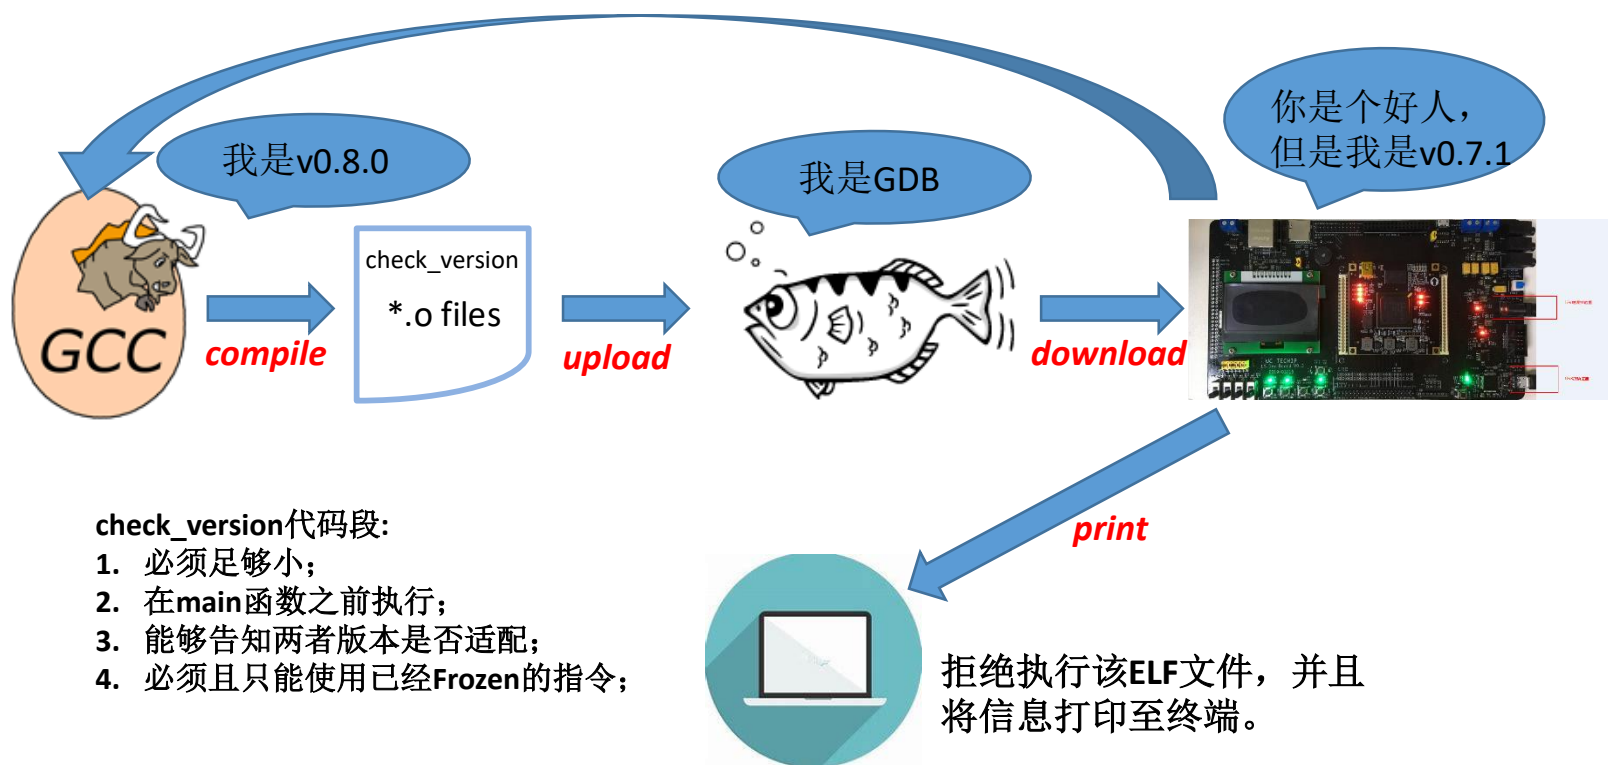 我是v0.8.0
我是GDB
你是个好人，
但是我是v0.7.1
GCC
compile
check_version
*.o files
upload
download
print
check_version代码段:
1. 必须足够小；
2. 在main函数之前执行；
3. 能够告知两者版本是否适配；
4. 必须且只能使用已经Frozen的指令；
拒绝执行该ELF文件，并且
将信息打印至终端。